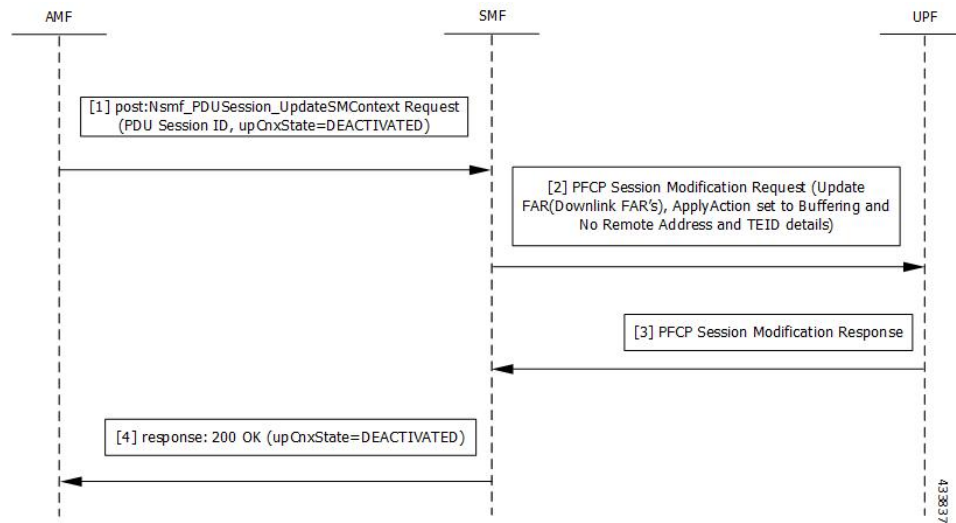 AMF
SMF
UPF
[1] post:Nsmf_PDUSession_UpdateSMContext Request
(PDU Session ID, upCnxState=DEACTIVATED)
[2] PFCP Session Modification Request (Update
FAR(Downlink FAR's), ApplyAction set to Buffering and
No Remote Address and TEID details)
[3] PFCP Session Modification Response
[4] response: 200 OK (upCnxState=DEACTIVATED)
433837